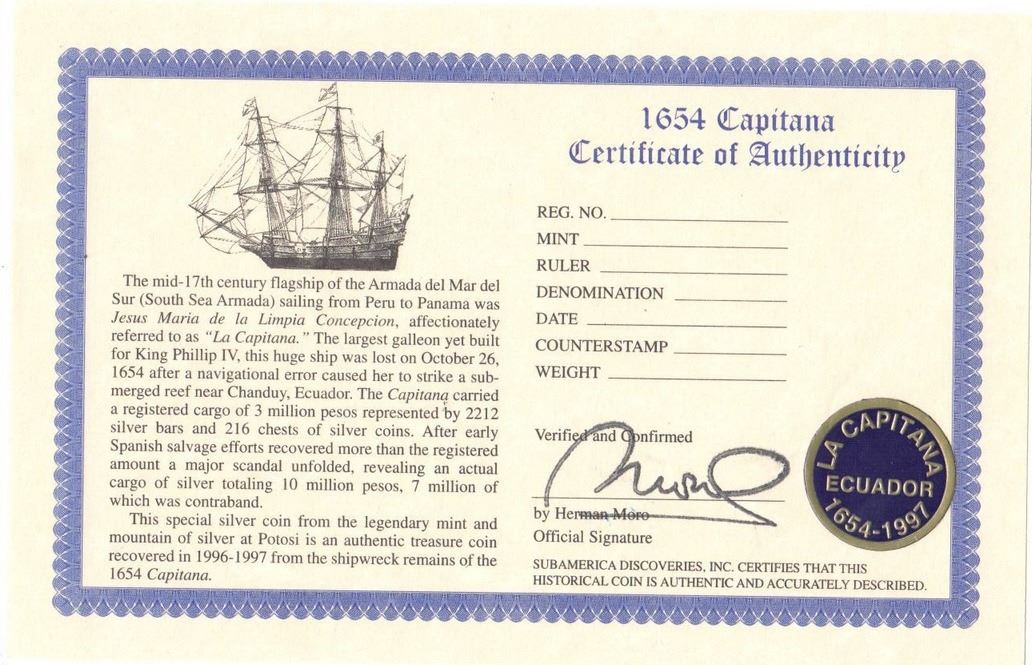 The mid-17th century flagship of the Armada del Mar del
Sur (South Sea Armada) sailing from Peru to Panama was
Jesus Maria de la Limpia Concepcion, affectionately
referred to as "La Capitana." The largest galleon yet built
for King Phillip IV, this huge ship was lost on October 26,
1654 after a navigational error caused her to strike a sub-
merged reef near Chanduy, Ecuador. The Capitana carried
a registered cargo of 3 million pesos represented by 2212
silver bars and 216 chests of silver coins. After early
Spanish salvage efforts recovered more than the registered
amount a major scandal unfolded, revealing an actual
cargo of silver totaling 10 million pesos, 7 million of
which was contraband.
This special silver coin from the legendary mint and
mountain of silver at Potosi is an authentic treasure coin
recovered in 1996-1997 from the shipwreck remains of the
1654 Capitana.
1654 Capitana
Certificate of Authenticity
REG. NO.
MINT
RULER
DENOMINATION
DATE
COUNTERSTAMP
WEIGHT
Verified and Confirmed
Moro
by Herman Moro
Official Signature
LA CAPITANA
ECUADOR
1654-1997
SUBAMERICA DISCOVERIES, INC. CERTIFIES THAT THIS
HISTORICAL COIN IS AUTHENTIC AND ACCURATELY DESCRIBED.